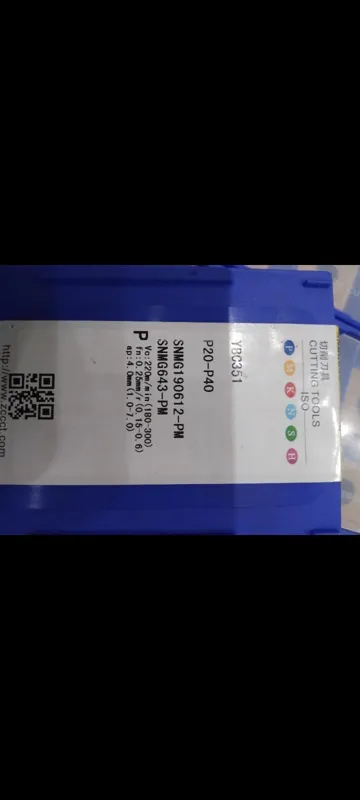 切削刀具
CUTTING TOOLS
ISO
P M K N S H
YBC351
P20-P40
SNMG190612-PM
SNMG643-PM
P
Vc:220m/min(180-300)
fn:0.25mm/r(0.15-0.6)
ap:4.0mm(1.0-7.0)
http://www.zccct.com